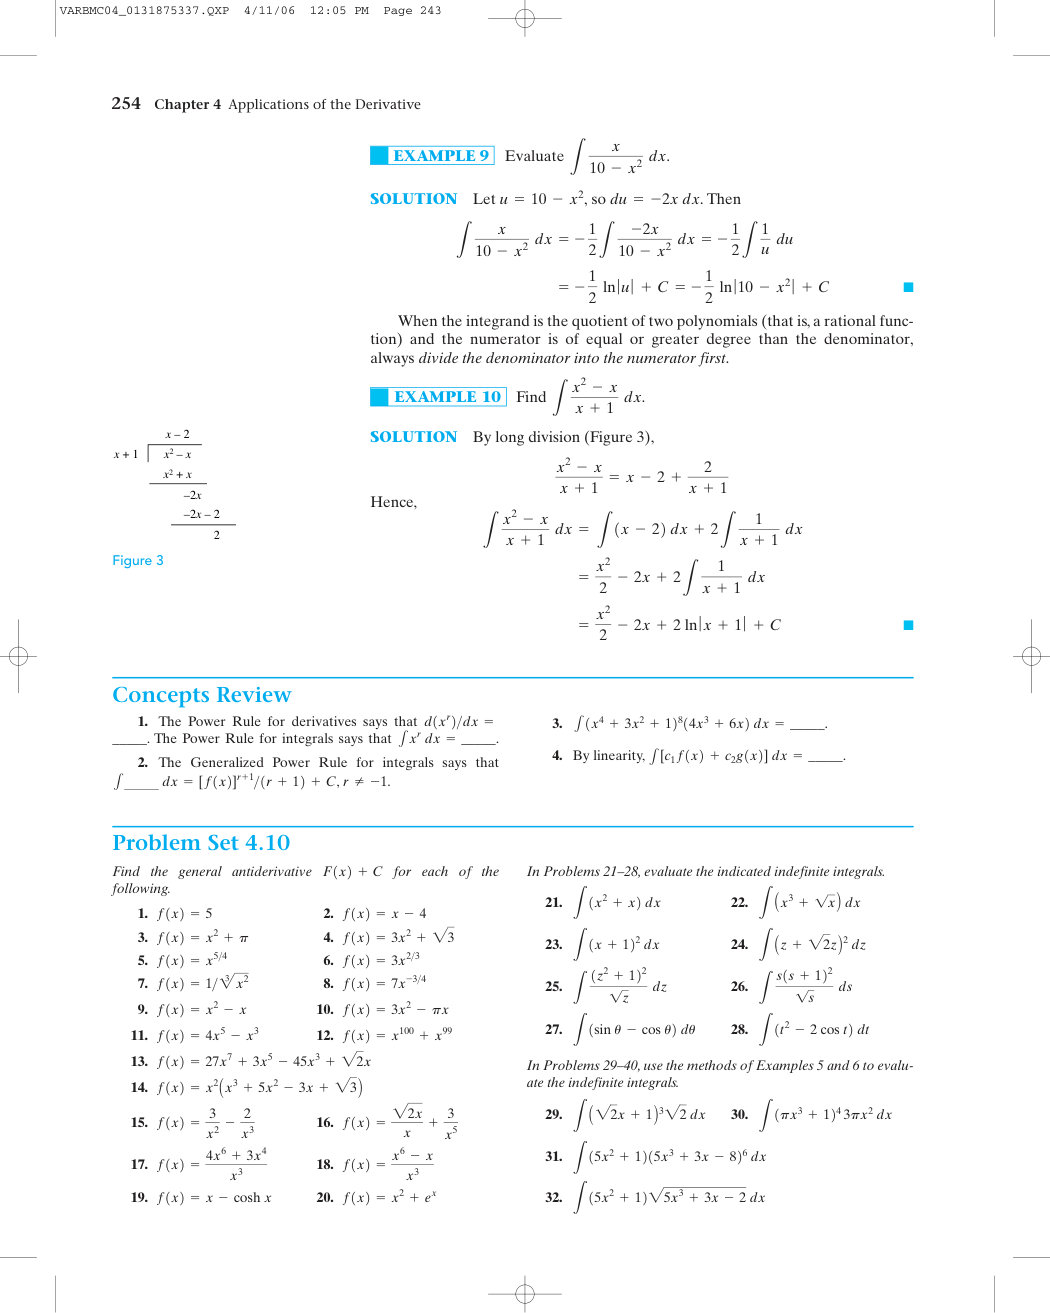 VARBMC04_0131875337.QXP 4/11/06 12:05 PM Page 243
254 Chapter 4 Applications of the Derivative
EXAMPLE 9 Evaluate ∫ x/(10 − x²) dx.
SOLUTION Let u = 10 − x², so du = −2x dx. Then
∫ x/(10 − x²) dx = −1/2 ∫ −2x/(10 − x²) dx = −1/2 ∫ 1/u du
= −1/2 ln|u| + C = −1/2 ln|10 − x²| + C
When the integrand is the quotient of two polynomials (that is, a rational func-
tion) and the numerator is of equal or greater degree than the denominator,
always divide the denominator into the numerator first.
EXAMPLE 10 Find ∫ (x² − x)/(x + 1) dx.
SOLUTION By long division (Figure 3),
(x² − x)/(x + 1) = x − 2 + 2/(x + 1)
Hence,
∫ (x² − x)/(x + 1) dx = ∫ (x − 2) dx + 2 ∫ 1/(x + 1) dx
= x²/2 − 2x + 2 ∫ 1/(x + 1) dx
= x²/2 − 2x + 2 ln|x + 1| + C
x – 2
x + 1 x² – x
x² + x
–2x
–2x – 2
2
Figure 3
Concepts Review
1. The Power Rule for derivatives says that d(xʳ)/dx =
_____. The Power Rule for integrals says that ∫ xʳ dx = _____.
2. The Generalized Power Rule for integrals says that
∫ _____ dx = [f(x)]ʳ⁺¹/(r + 1) + C, r ≠ −1.
3. ∫ (x⁴ + 3x² + 1)⁸(4x³ + 6x) dx = _____.
4. By linearity, ∫ [c₁f(x) + c₂g(x)] dx = _____.
Problem Set 4.10
Find the general antiderivative F(x) + C for each of the
following.
1. f(x) = 5 2. f(x) = x − 4
3. f(x) = x² + π 4. f(x) = 3x² + √3
5. f(x) = x^(5/4) 6. f(x) = 3x^(2/3)
7. f(x) = 1/∛(x²) 8. f(x) = 7x^(−3/4)
9. f(x) = x² − x 10. f(x) = 3x² − πx
11. f(x) = 4x⁵ − x³ 12. f(x) = x¹⁰⁰ + x⁹⁹
13. f(x) = 27x⁷ + 3x⁵ − 45x³ + √2x
14. f(x) = x²(x³ + 5x² − 3x + √3)
15. f(x) = 3/x² − 2/x³ 16. f(x) = √(2x)/x + 3/x⁵
17. f(x) = (4x⁶ + 3x⁴)/x³ 18. f(x) = (x⁶ − x)/x³
19. f(x) = x − cosh x 20. f(x) = x² + eˣ
In Problems 21–28, evaluate the indicated indefinite integrals.
21. ∫ (x² + x) dx 22. ∫ (x³ + √x) dx
23. ∫ (x + 1)² dx 24. ∫ (z + √2z)² dz
25. ∫ (z² + 1)²/√z dz 26. ∫ s(s + 1)²/√s ds
27. ∫ (sin θ − cos θ) dθ 28. ∫ (t² − 2 cos t) dt
In Problems 29–40, use the methods of Examples 5 and 6 to evalu-
ate the indefinite integrals.
29. ∫ (√2x + 1)³√2 dx 30. ∫ (πx³ + 1)⁴3πx² dx
31. ∫ (5x² + 1)(5x³ + 3x − 8)⁶ dx
32. ∫ (5x² + 1)√(5x³ + 3x − 2) dx